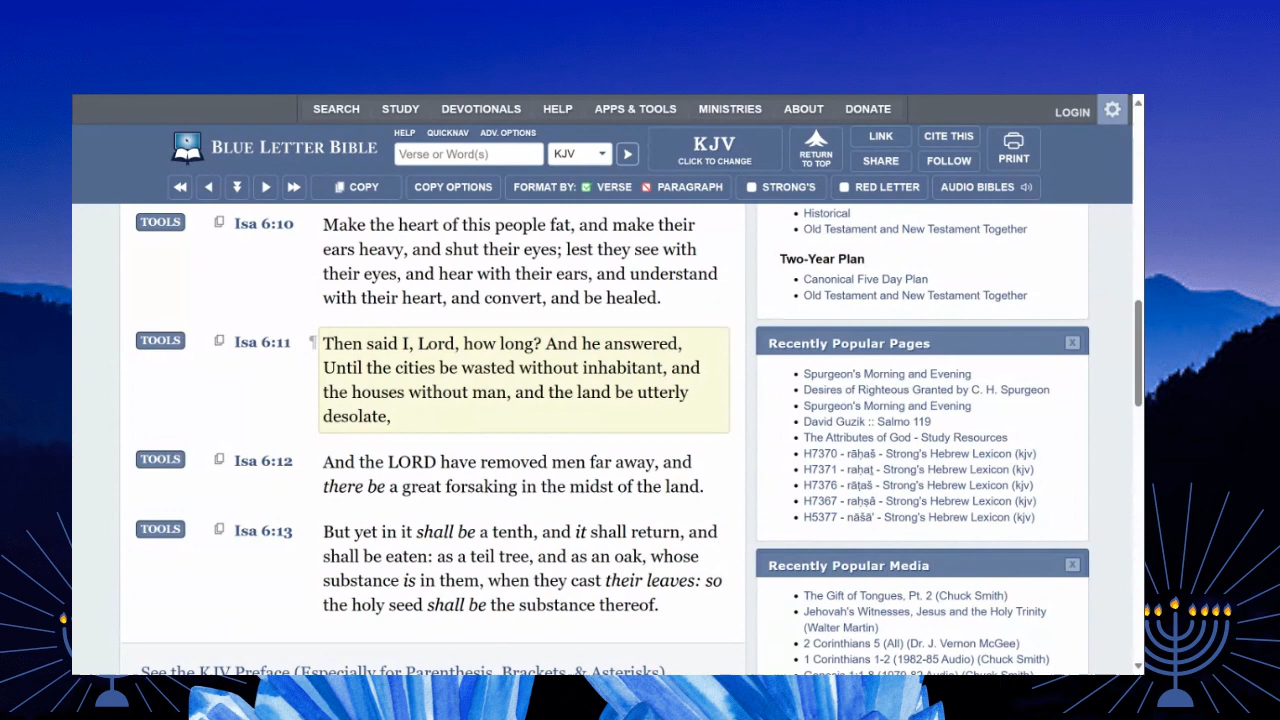 SEARCH STUDY DEVOTIONALS HELP APPS & TOOLS MINISTRIES ABOUT DONATE LOGIN
HELP QUICKNAV ADV. OPTIONS
BLUE LETTER BIBLE
Verse or Word(s) KJV
KJV
CLICK TO CHANGE
RETURN
TO TOP
LINK CITE THIS
SHARE FOLLOW
PRINT
COPY COPY OPTIONS FORMAT BY: VERSE PARAGRAPH STRONG'S RED LETTER AUDIO BIBLES
TOOLS Isa 6:10 Make the heart of this people fat, and make their
ears heavy, and shut their eyes; lest they see with
their eyes, and hear with their ears, and understand
with their heart, and convert, and be healed.
TOOLS Isa 6:11 ¶ Then said I, Lord, how long? And he answered,
Until the cities be wasted without inhabitant, and
the houses without man, and the land be utterly
desolate,
TOOLS Isa 6:12 And the LORD have removed men far away, and
there be a great forsaking in the midst of the land.
TOOLS Isa 6:13 But yet in it shall be a tenth, and it shall return, and
shall be eaten: as a teil tree, and as an oak, whose
substance is in them, when they cast their leaves: so
the holy seed shall be the substance thereof.
See the KJV Preface (Especially for Parenthesis, Brackets, & Asterisks)
• Historical
• Old Testament and New Testament Together
Two-Year Plan
• Canonical Five Day Plan
• Old Testament and New Testament Together
Recently Popular Pages X
• Spurgeon's Morning and Evening
• Desires of Righteous Granted by C. H. Spurgeon
• Spurgeon's Morning and Evening
• David Guzik :: Salmo 119
• The Attributes of God - Study Resources
• H7370 - rāḥaš - Strong's Hebrew Lexicon (kjv)
• H7371 - raḥaṯ - Strong's Hebrew Lexicon (kjv)
• H7376 - rāṭaš - Strong's Hebrew Lexicon (kjv)
• H7367 - raḥṣâ - Strong's Hebrew Lexicon (kjv)
• H5377 - nāšā' - Strong's Hebrew Lexicon (kjv)
Recently Popular Media X
• The Gift of Tongues, Pt. 2 (Chuck Smith)
• Jehovah's Witnesses, Jesus and the Holy Trinity
(Walter Martin)
• 2 Corinthians 5 (All) (Dr. J. Vernon McGee)
• 1 Corinthians 1-2 (1982-85 Audio) (Chuck Smith)